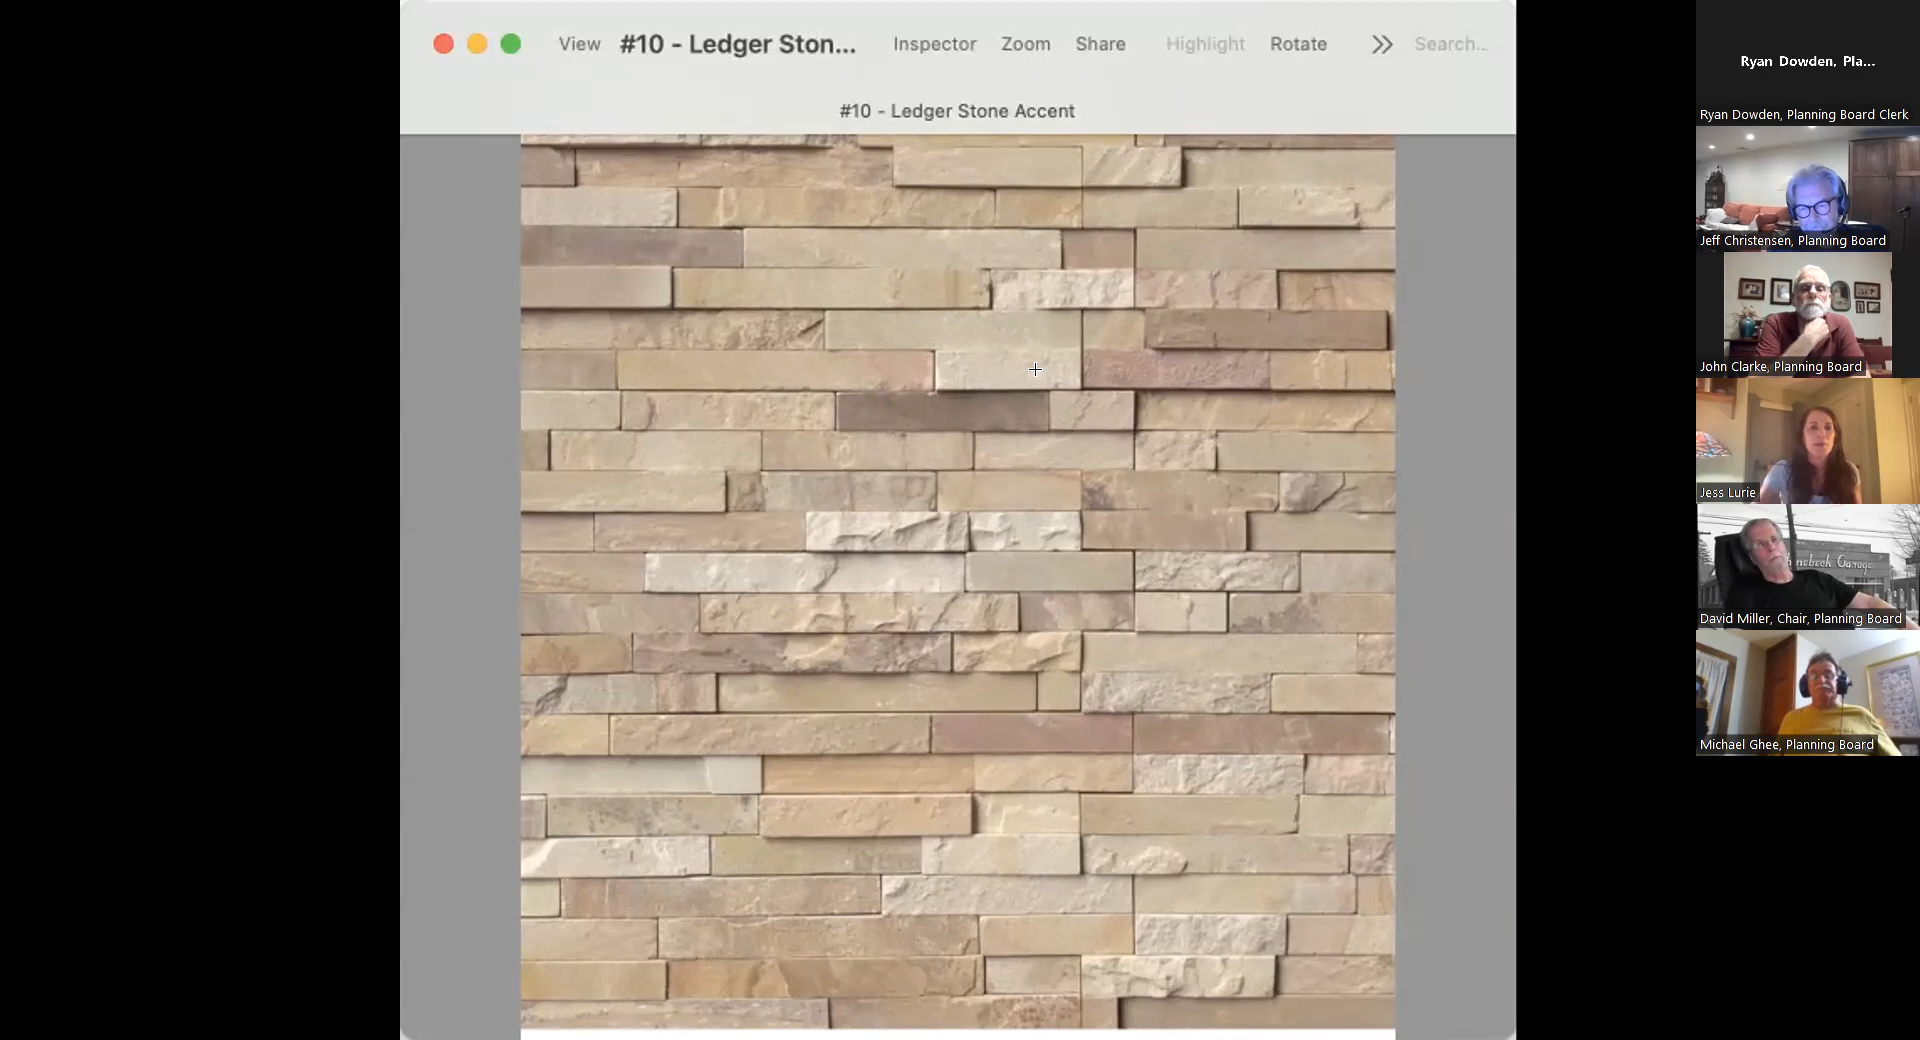 View #10 - Ledger Ston... Inspector Zoom Share Highlight Rotate Search...
#10 - Ledger Stone Accent
Ryan Dowden, Pla...
Ryan Dowden, Planning Board Clerk
Jeff Christensen, Planning Board
John Clarke, Planning Board
Jess Lurie
nebeck Garage
David Miller, Chair, Planning Board
Michael Ghee, Planning Board